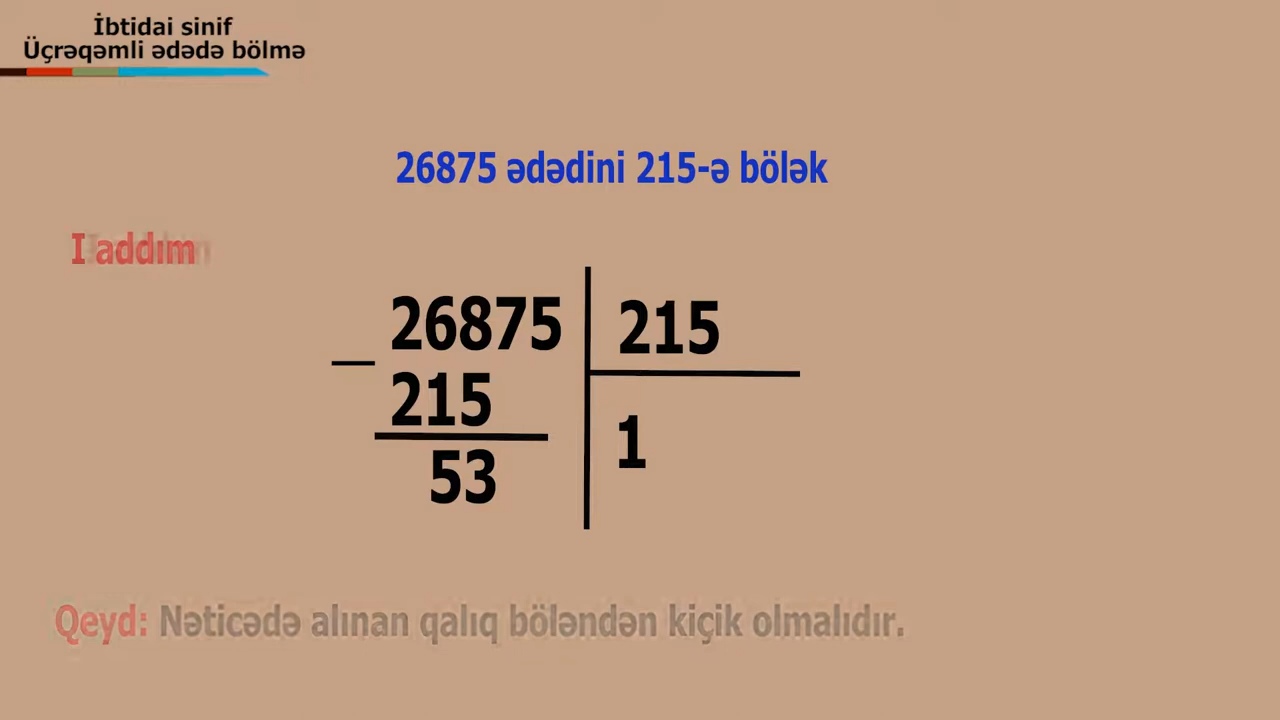 İbtidai sinif
Üçrəqəmli ədədə bölmə
26875 ədədini 215-ə bölək
I addım
26875 215
215
1
53
Qeyd: Nəticədə alınan qalıq böləndən kiçik olmalıdır.